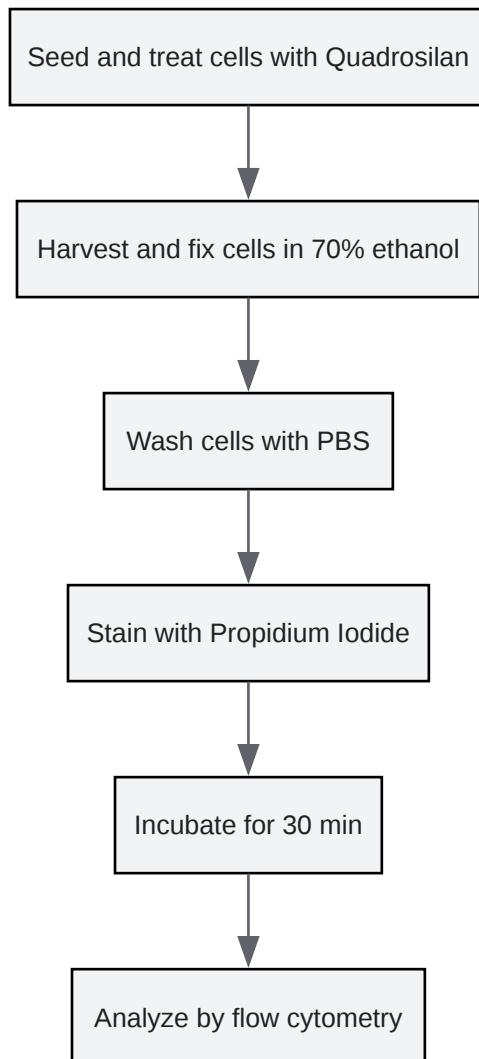 Seed and treat cells with Quadrosilan
Harvest and fix cells in 70% ethanol
Wash cells with PBS
Stain with Propidium Iodide
Incubate for 30 min
Analyze by flow cytometry